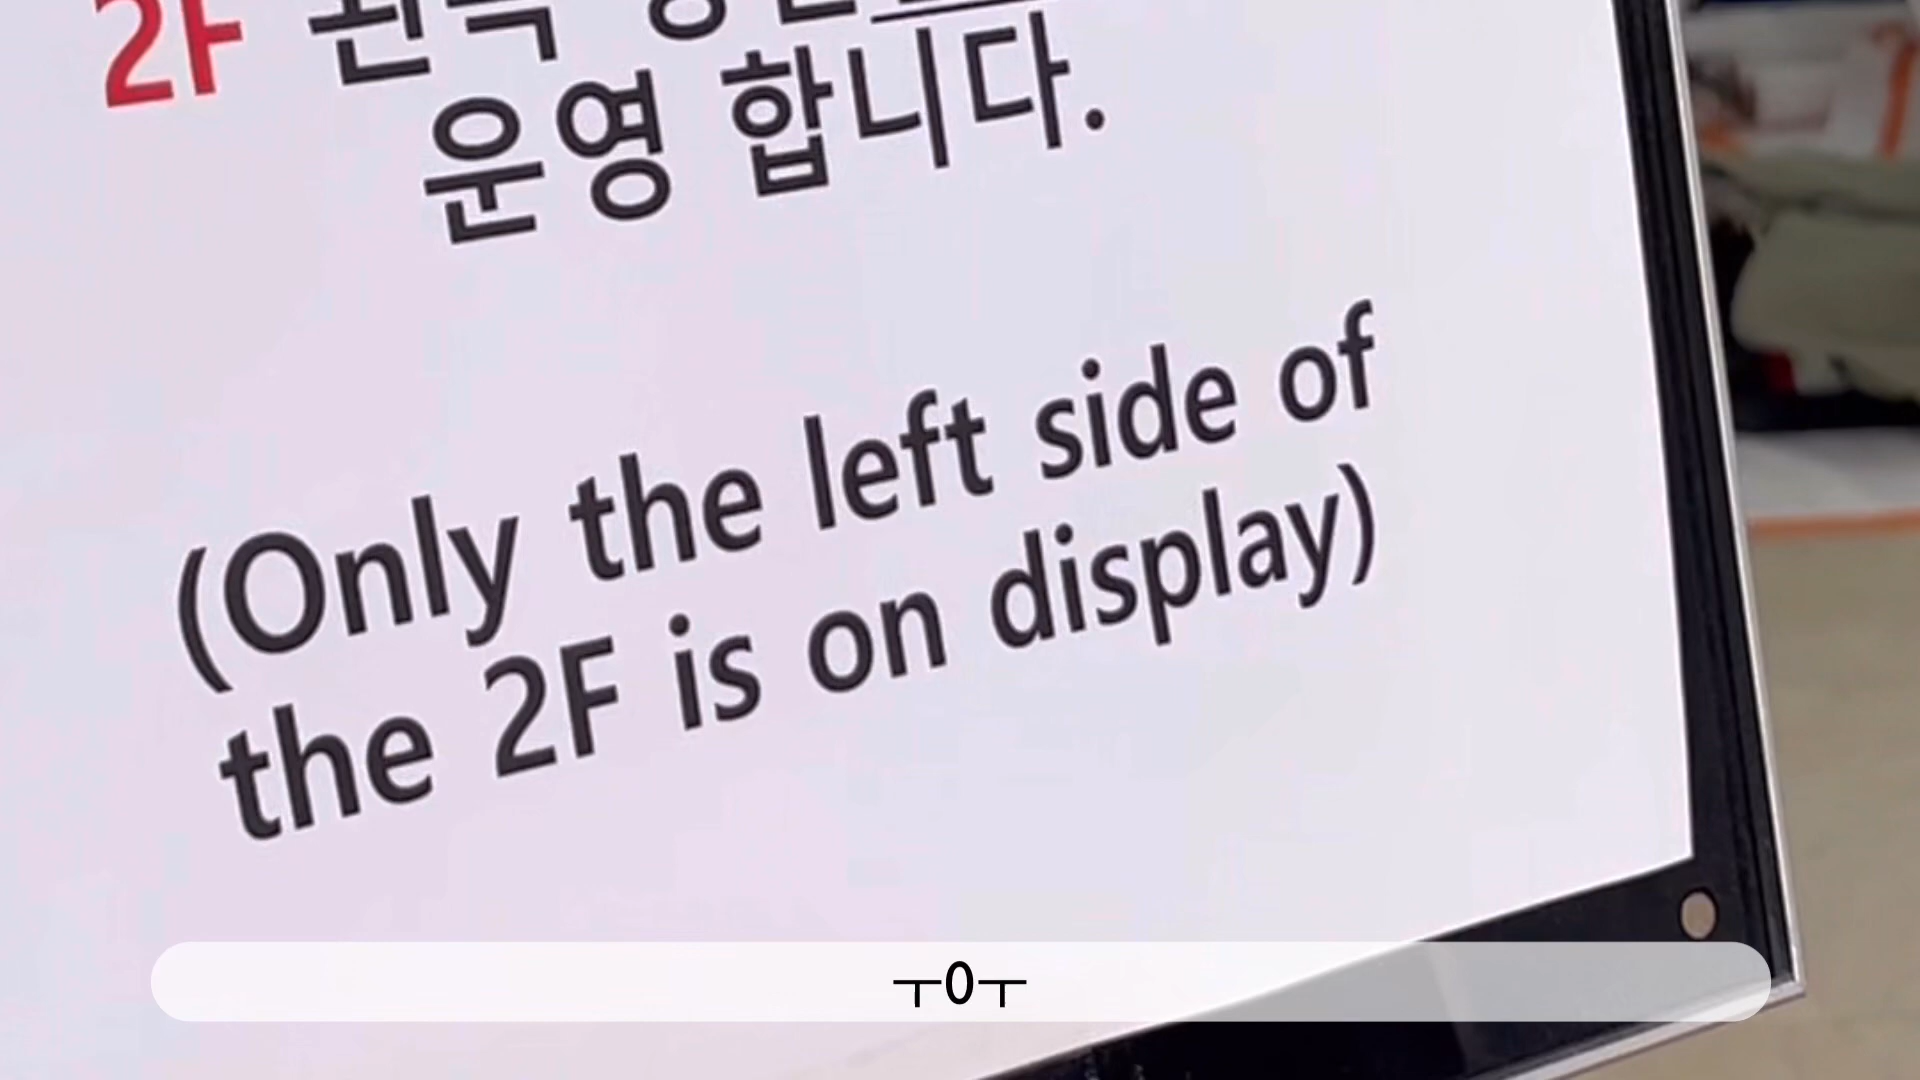 2F
운영 합니다.
(Only the left side of
the 2F is on display)
ㅜ0ㅜ